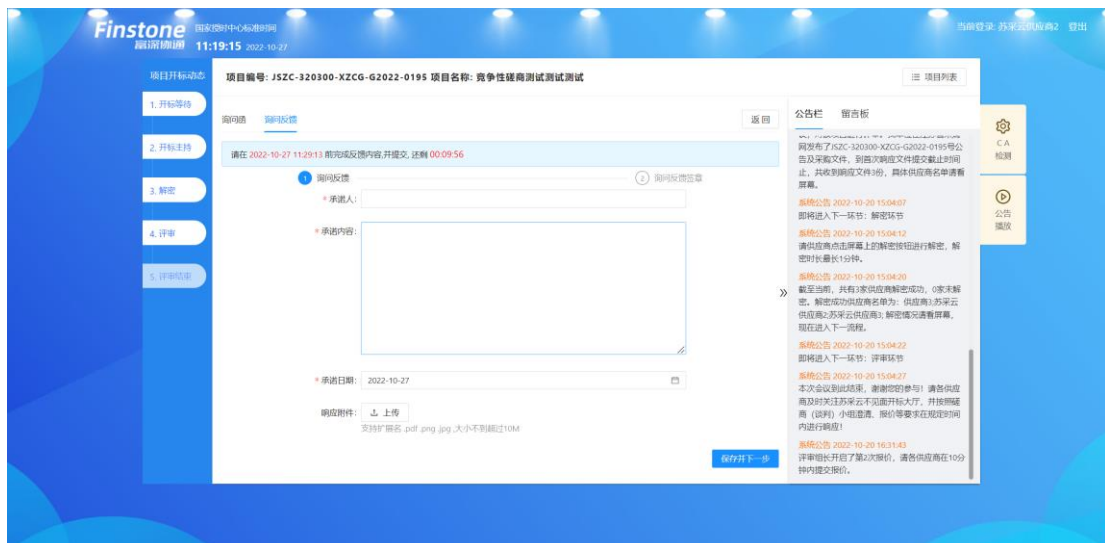 Finstone
富深协通
国家授时中心标准时间
11:19:15 2022-10-27
当前登录:苏采云供应商2 登出
项目开标动态
1. 开标等待
2. 开标主持
3. 解密
4. 评审
5. 评审结束
项目编号: JSZC-320300-XZCG-G2022-0195 项目名称: 竞争性磋商测试测试测试
项目列表
询问函 询问反馈
返 回
请在 2022-10-27 11:29:13 前完成反馈内容,并提交, 还剩 00:09:56
1 询问反馈
2 询问反馈签章
* 承诺人:
* 承诺内容:
* 承诺日期: 2022-10-27
响应附件: 上传
支持扩展名 .pdf .png .jpg ,大小不到超过10M
保存并下一步
公告栏 留言板
网发布了JSZC-320300-XZCG-G2022-0195号公
告及采购文件, 到首次响应文件提交截止时间
止, 共收到响应文件3份, 具体供应商名单请看
屏幕。
系统公告 2022-10-20 15:04:07
即将进入下一环节: 解密环节
系统公告 2022-10-20 15:04:12
请供应商点击屏幕上的解密按钮进行解密, 解
密时长最长1分钟。
系统公告 2022-10-20 15:04:20
截至当前, 共有3家供应商解密成功, 0家未解
密。解密成功供应商名单为: 供应商3;苏采云
供应商2;苏采云供应商3; 解密情况请看屏幕,
现在进入下一流程。
系统公告 2022-10-20 15:04:22
即将进入下一环节: 评审环节
系统公告 2022-10-20 15:04:27
本次会议到此结束, 谢谢您的参与! 请各供应
商及时关注苏采云不见面开标大厅, 并按照磋
商 (谈判) 小组澄清、报价等要求在规定时间
内进行响应!
系统公告 2022-10-20 16:31:43
评审组长开启了第2次报价, 请各供应商在10分
钟内提交报价。
CA
检测
公告
播放